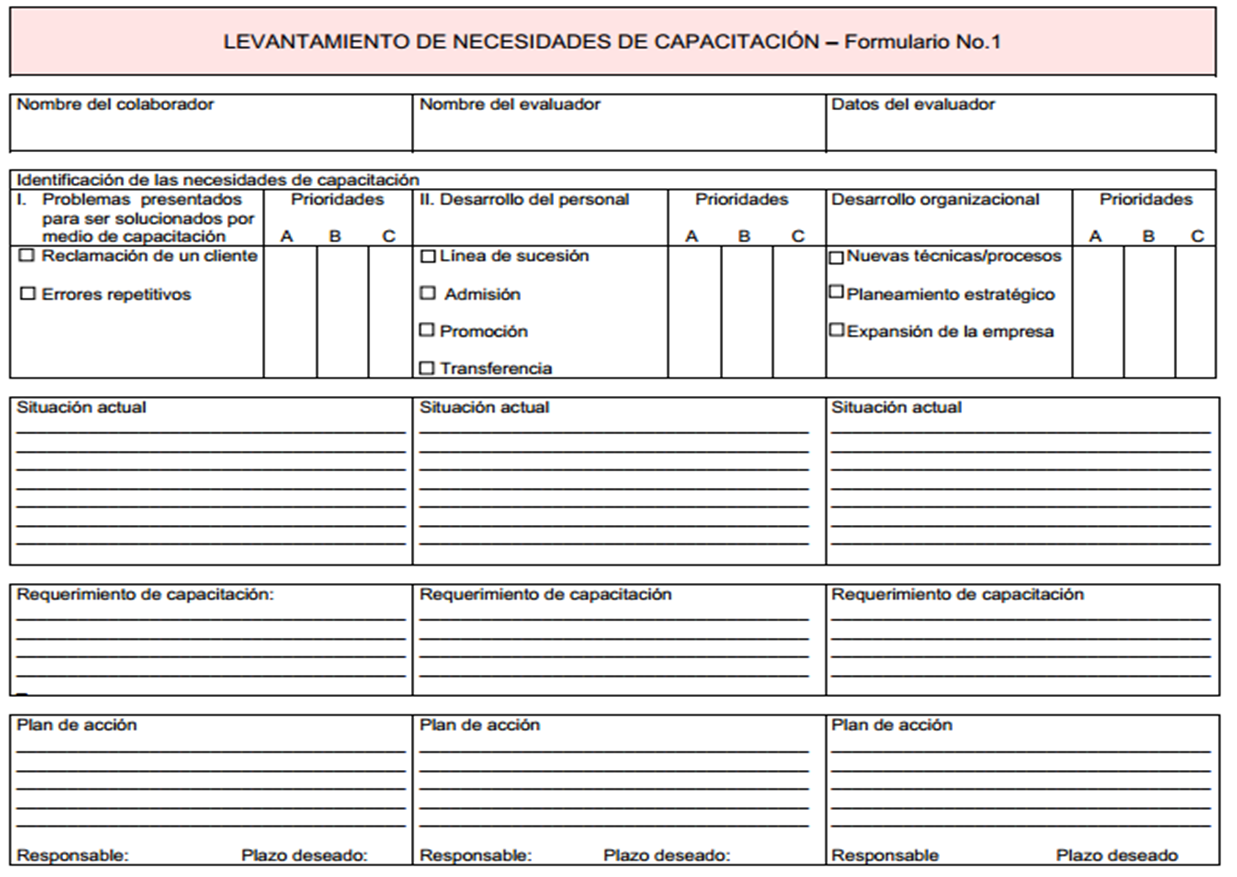 LEVANTAMIENTO DE NECESIDADES DE CAPACITACIÓN – Formulario No.1
Nombre del colaborador
Nombre del evaluador
Datos del evaluador
Identificación de las necesidades de capacitación
I. Problemas presentados
para ser solucionados por
medio de capacitación
Prioridades
A B C
II. Desarrollo del personal
Prioridades
A B C
Desarrollo organizacional
Prioridades
A B C
Reclamación de un cliente
Errores repetitivos
Línea de sucesión
Admisión
Promoción
Transferencia
Nuevas técnicas/procesos
Planeamiento estratégico
Expansión de la empresa
Situación actual
Situación actual
Situación actual
Requerimiento de capacitación:
Requerimiento de capacitación
Requerimiento de capacitación
Plan de acción
Plan de acción
Plan de acción
Responsable: Plazo deseado:
Responsable: Plazo deseado:
Responsable Plazo deseado